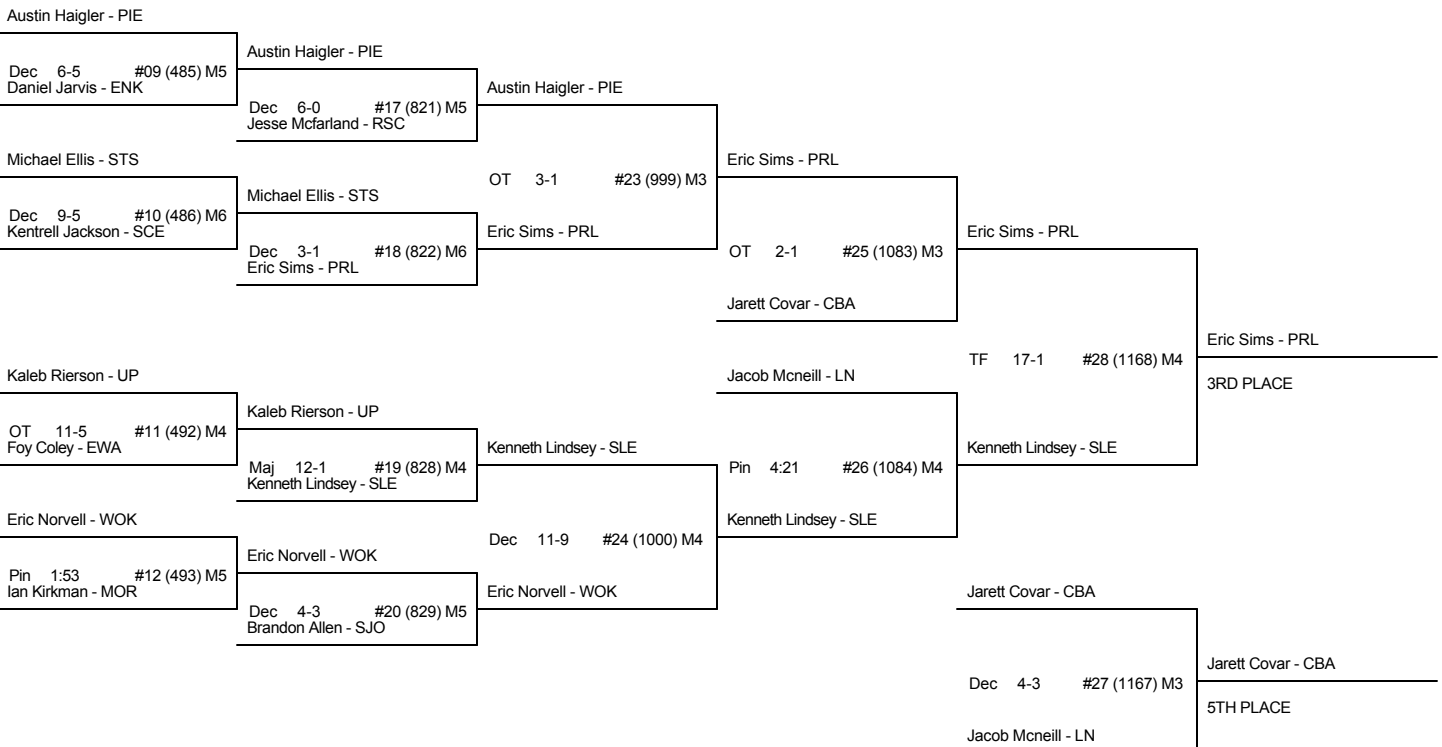 Austin Haigler - PIE
Dec 6-5 #09 (485) M5
Daniel Jarvis - ENK
Michael Ellis - STS
Dec 9-5 #10 (486) M6
Kentrell Jackson - SCE
Kaleb Rierson - UP
OT 11-5 #11 (492) M4
Foy Coley - EWA
Eric Norvell - WOK
Pin 1:53 #12 (493) M5
Ian Kirkman - MOR
Austin Haigler - PIE
Dec 6-0 #17 (821) M5
Jesse Mcfarland - RSC
Michael Ellis - STS
Dec 3-1 #18 (822) M6
Eric Sims - PRL
Kaleb Rierson - UP
Maj 12-1 #19 (828) M4
Kenneth Lindsey - SLE
Eric Norvell - WOK
Dec 4-3 #20 (829) M5
Brandon Allen - SJO
Austin Haigler - PIE
OT 3-1 #23 (999) M3
Eric Sims - PRL
Kenneth Lindsey - SLE
Dec 11-9 #24 (1000) M4
Eric Norvell - WOK
Eric Sims - PRL
OT 2-1 #25 (1083) M3
Jarett Covar - CBA
Jacob Mcneill - LN
Pin 4:21 #26 (1084) M4
Kenneth Lindsey - SLE
Eric Sims - PRL
TF 17-1 #28 (1168) M4
Kenneth Lindsey - SLE
Jarett Covar - CBA
Dec 4-3 #27 (1167) M3
Jacob Mcneill - LN
Eric Sims - PRL
3RD PLACE
Jarett Covar - CBA
5TH PLACE